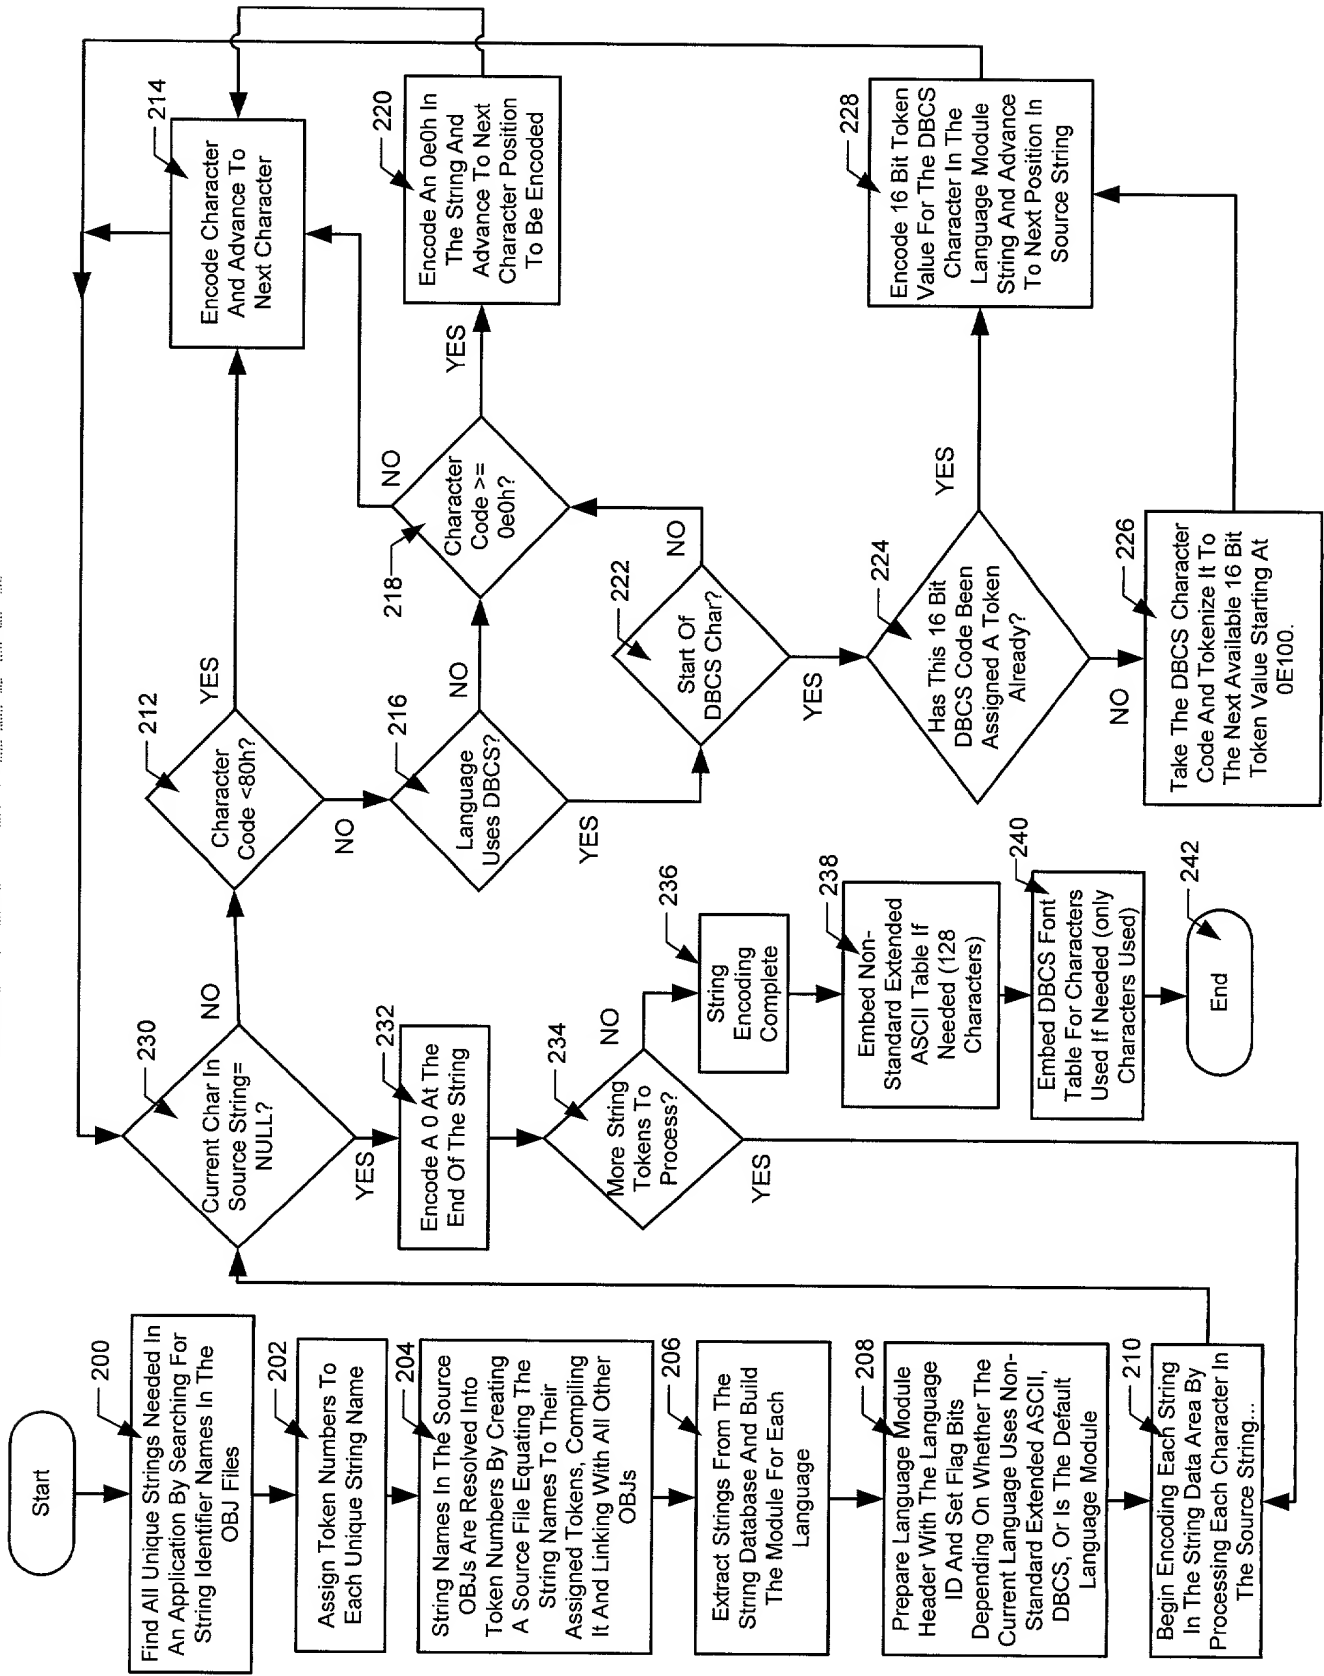 Start
200
Find All Unique Strings Needed In
An Application By Searching For
String Identifier Names In The
OBJ Files
202
Assign Token Numbers To
Each Unique String Name
204
String Names In The Source
OBJs Are Resolved Into
Token Numbers By Creating
A Source File Equating The
String Names To Their
Assigned Tokens, Compiling
It And Linking With All Other
OBJs
206
Extract Strings From The
String Database And Build
The Module For Each
Language
208
Prepare Language Module
Header With The Language
ID And Set Flag Bits
Depending On Whether The
Current Language Uses Non-
Standard Extended ASCII,
DBCS, Or Is The Default
Language Module
210
Begin Encoding Each String
In The String Data Area By
Processing Each Character In
The Source String...
230
Current Char In
Source String=
NULL?
NO
YES
232
Encode A 0 At The
End Of The String
234
More String
Tokens To
Process?
NO
YES
236
String
Encoding
Complete
238
Embed Non-
Standard Extended
ASCII Table If
Needed (128
Characters)
240
Embed DBCS Font
Table For Characters
Used If Needed (only
Characters Used)
242
End
212
Character
Code <80h?
YES
NO
214
Encode Character
And Advance To
Next Character
216
Language
Uses DBCS?
NO
YES
218
Character
Code >=
0e0h?
NO
YES
220
Encode An 0e0h In
The String And
Advance To Next
Character Position
To Be Encoded
222
Start Of
DBCS Char?
NO
YES
224
Has This 16 Bit
DBCS Code Been
Assigned A Token
Already?
YES
NO
226
Take The DBCS Character
Code And Tokenize It To
The Next Available 16 Bit
Token Value Starting At
0E100.
228
Encode 16 Bit Token
Value For The DBCS
Character In The
Language Module
String And Advance
To Next Position In
Source String